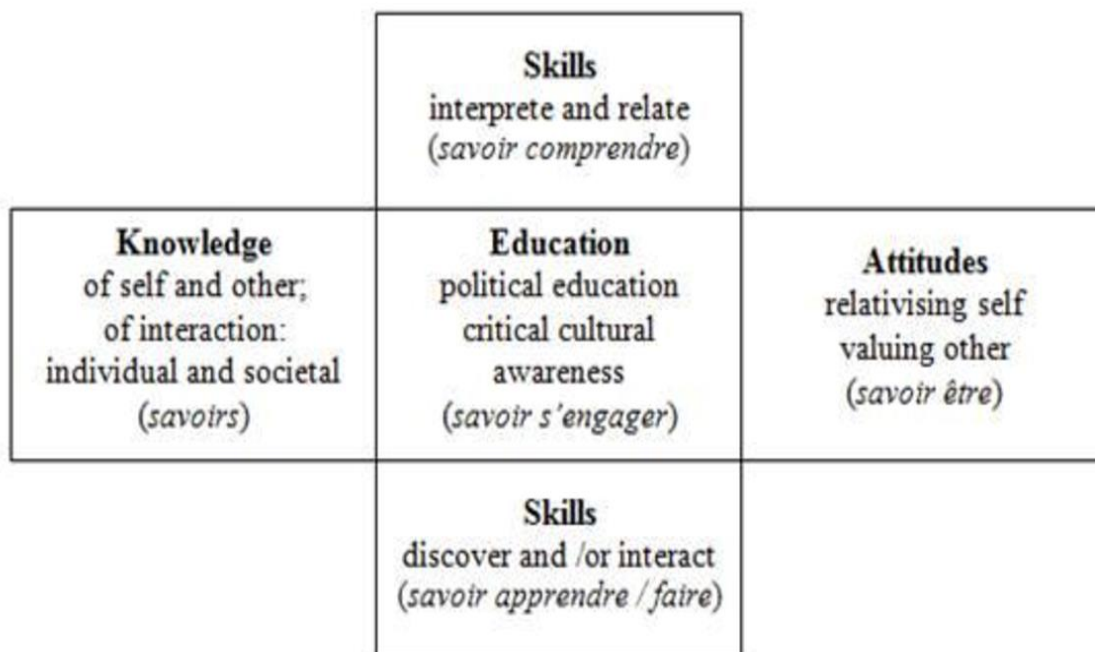 Skills
interprete and relate
(savoir comprendre)
Knowledge
of self and other;
of interaction:
individual and societal
(savoirs)
Education
political education
critical cultural
awareness
(savoir s'engager)
Attitudes
relativising self
valuing other
(savoir être)
Skills
discover and /or interact
(savoir apprendre / faire)